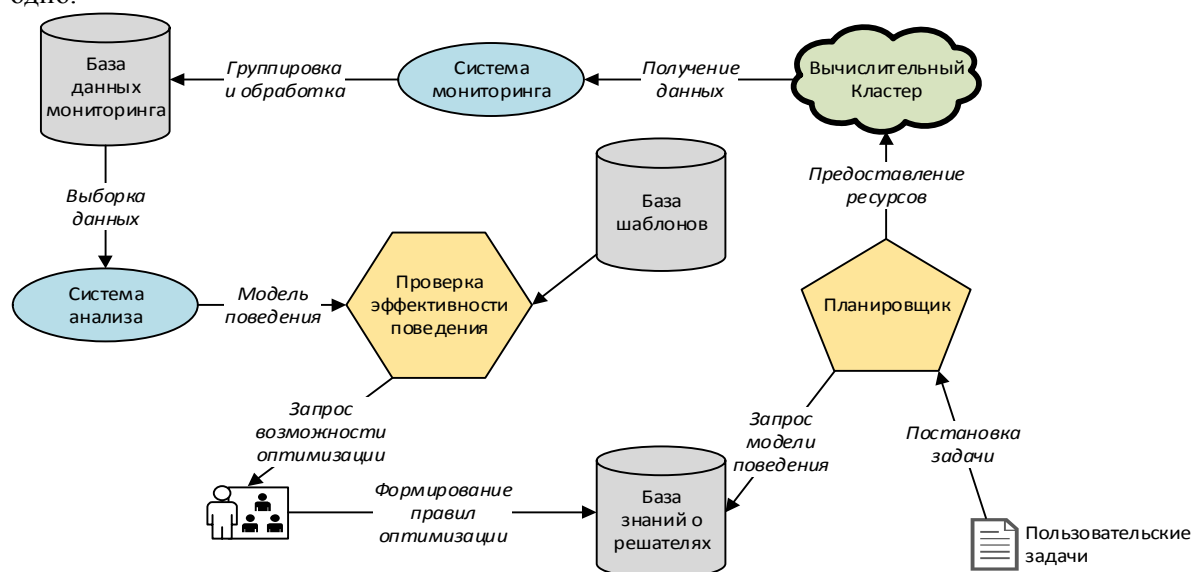 одно.
База
данных
мониторинга
Группировка
и обработка
Система
мониторинга
Получение
данных
Вычислительный
Кластер
Выборка
данных
База
шаблонов
Предоставление
ресурсов
Система
анализа
Модель
поведения
Проверка
эффективности
поведения
Планировщик
Запрос
возможности
оптимизации
Запрос
модели
поведения
Постановка
задачи
Формирование
правил
оптимизации
База
знаний о
решателях
Пользовательские
задачи